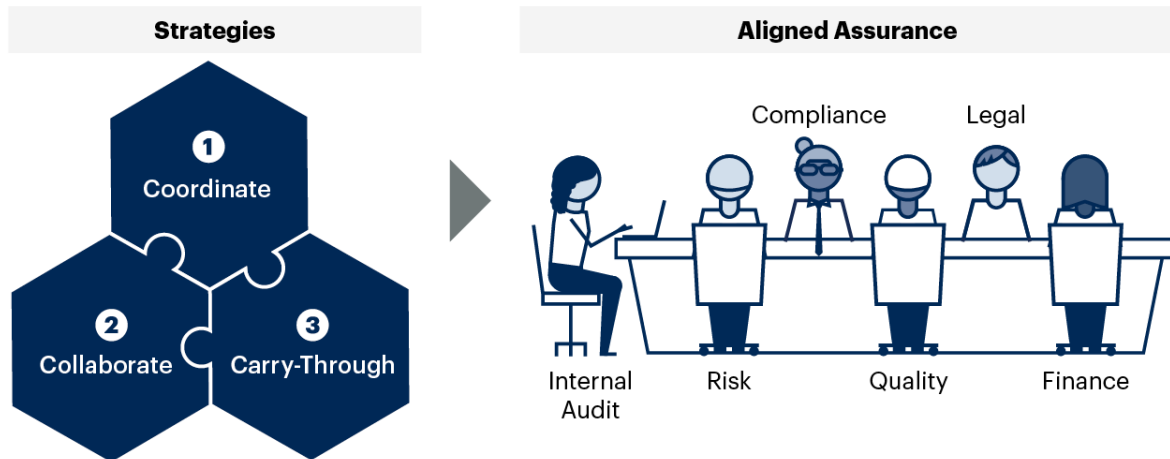 Strategies
1
Coordinate
2
Collaborate
3
Carry-Through
Aligned Assurance
Compliance
Legal
Internal
Audit
Risk
Quality
Finance